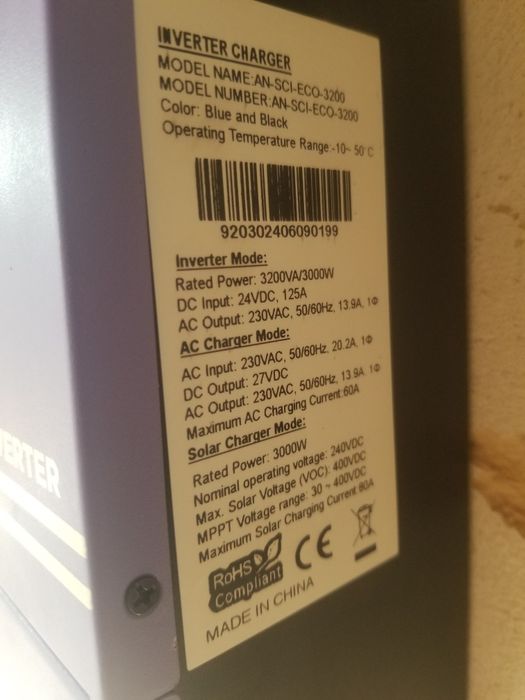 INVERTER CHARGER
MODEL NAME:AN-SCI-ECO-3200
MODEL NUMBER:AN-SCI-ECO-3200
Color: Blue and Black
Operating Temperature Range:-10~ 50°C
920302406090199
Inverter Mode:
Rated Power: 3200VA/3000W
DC Input: 24VDC, 125A
AC Output: 230VAC, 50/60Hz, 13.9A, 1Φ
AC Charger Mode:
AC Input: 230VAC, 50/60Hz, 20.2A, 1Φ
DC Output: 27VDC
AC Output: 230VAC, 50/60Hz, 13.9A, 1Φ
Maximum AC Charging Current:60A
Solar Charger Mode:
Rated Power: 3000W
Nominal operating voltage: 240VDC
Max. Solar Voltage (VOC): 400VDC
MPPT Voltage range: 30 ~ 400VDC
Maximum Solar Charging Current 80A
RoHS
Compliant
CE
MADE IN CHINA
ERTER